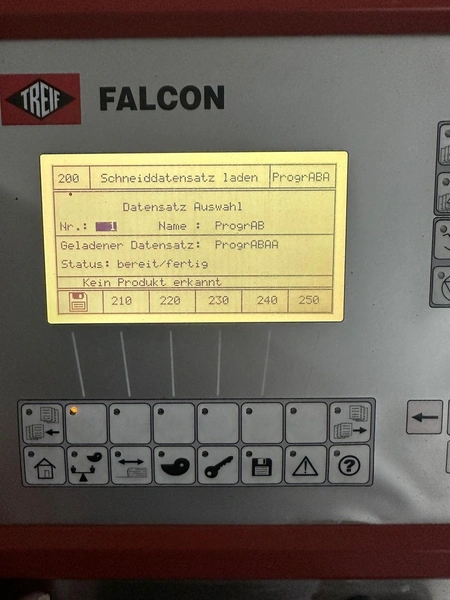 TREIF
FALCON
200 Schneiddatensatz laden ProgrABA
Datensatz Auswahl
Nr.: 1 Name : ProgrAB
Geladener Datensatz: ProgrABAA
Status: bereit/fertig
Kein Produkt erkannt
210 220 230 240 250
?